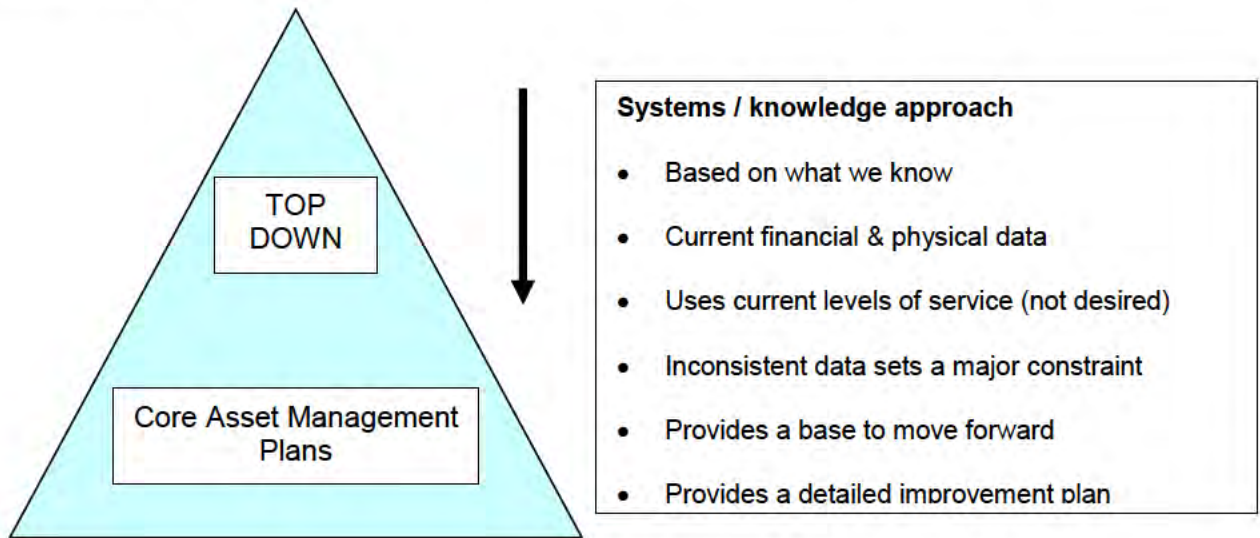 TOP
DOWN
Core Asset Management
Plans
Systems / knowledge approach
• Based on what we know
• Current financial & physical data
• Uses current levels of service (not desired)
• Inconsistent data sets a major constraint
• Provides a base to move forward
• Provides a detailed improvement plan